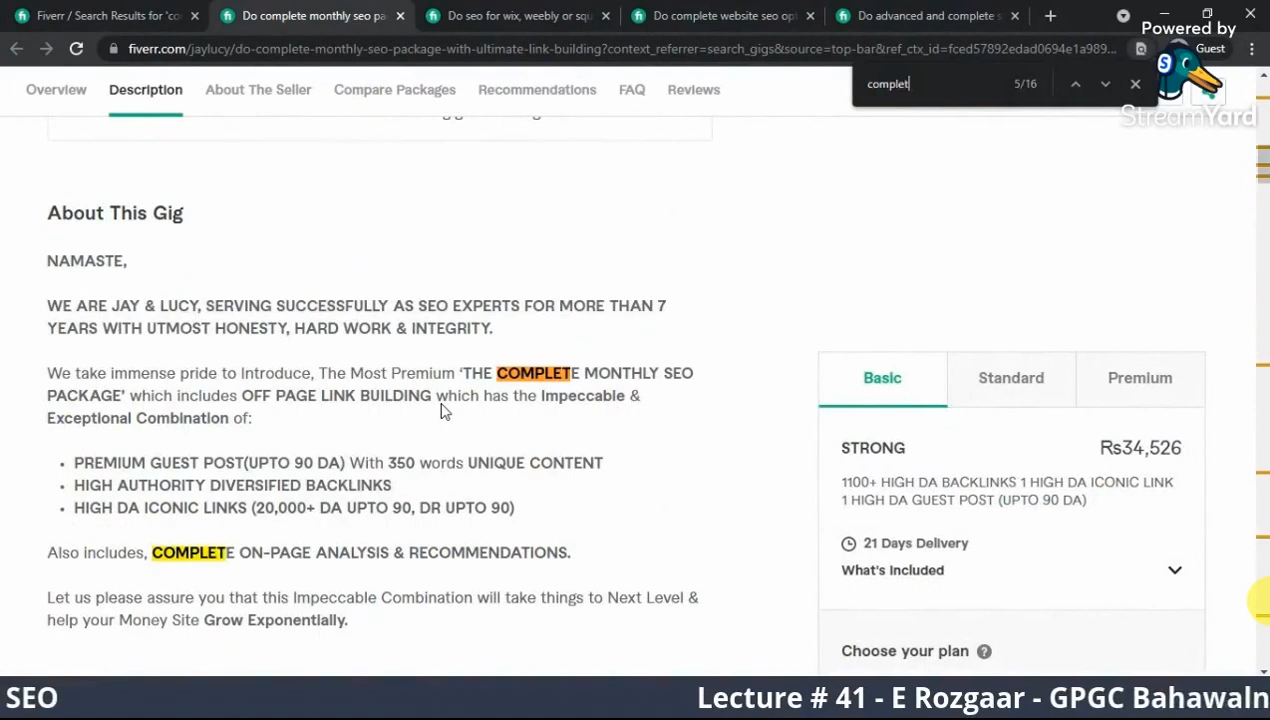 Fiverr / Search Results for 'co
Do complete monthly seo pa
Do seo for wix, weebly or squ
Do complete website seo opt
Do advanced and complete s
fiverr.com/jaylucy/do-complete-monthly-seo-package-with-ultimate-link-building?context_referrer=search_gigs&source=top-bar&ref_ctx_id=fced57892edad0694e1a989...
Guest
Powered by
StreamYard
complet
5/16
Overview
Description
About The Seller
Compare Packages
Recommendations
FAQ
Reviews
About This Gig
NAMASTE,
WE ARE JAY & LUCY, SERVING SUCCESSFULLY AS SEO EXPERTS FOR MORE THAN 7
YEARS WITH UTMOST HONESTY, HARD WORK & INTEGRITY.
We take immense pride to Introduce, The Most Premium 'THE COMPLETE MONTHLY SEO
PACKAGE' which includes OFF PAGE LINK BUILDING which has the Impeccable &
Exceptional Combination of:
• PREMIUM GUEST POST(UPTO 90 DA) With 350 words UNIQUE CONTENT
• HIGH AUTHORITY DIVERSIFIED BACKLINKS
• HIGH DA ICONIC LINKS (20,000+ DA UPTO 90, DR UPTO 90)
Also includes, COMPLETE ON-PAGE ANALYSIS & RECOMMENDATIONS.
Let us please assure you that this Impeccable Combination will take things to Next Level &
help your Money Site Grow Exponentially.
Basic
Standard
Premium
STRONG
Rs34,526
1100+ HIGH DA BACKLINKS 1 HIGH DA ICONIC LINK
1 HIGH DA GUEST POST (UPTO 90 DA)
21 Days Delivery
What's Included
Choose your plan
SEO
Lecture # 41 - E Rozgaar - GPGC Bahawaln